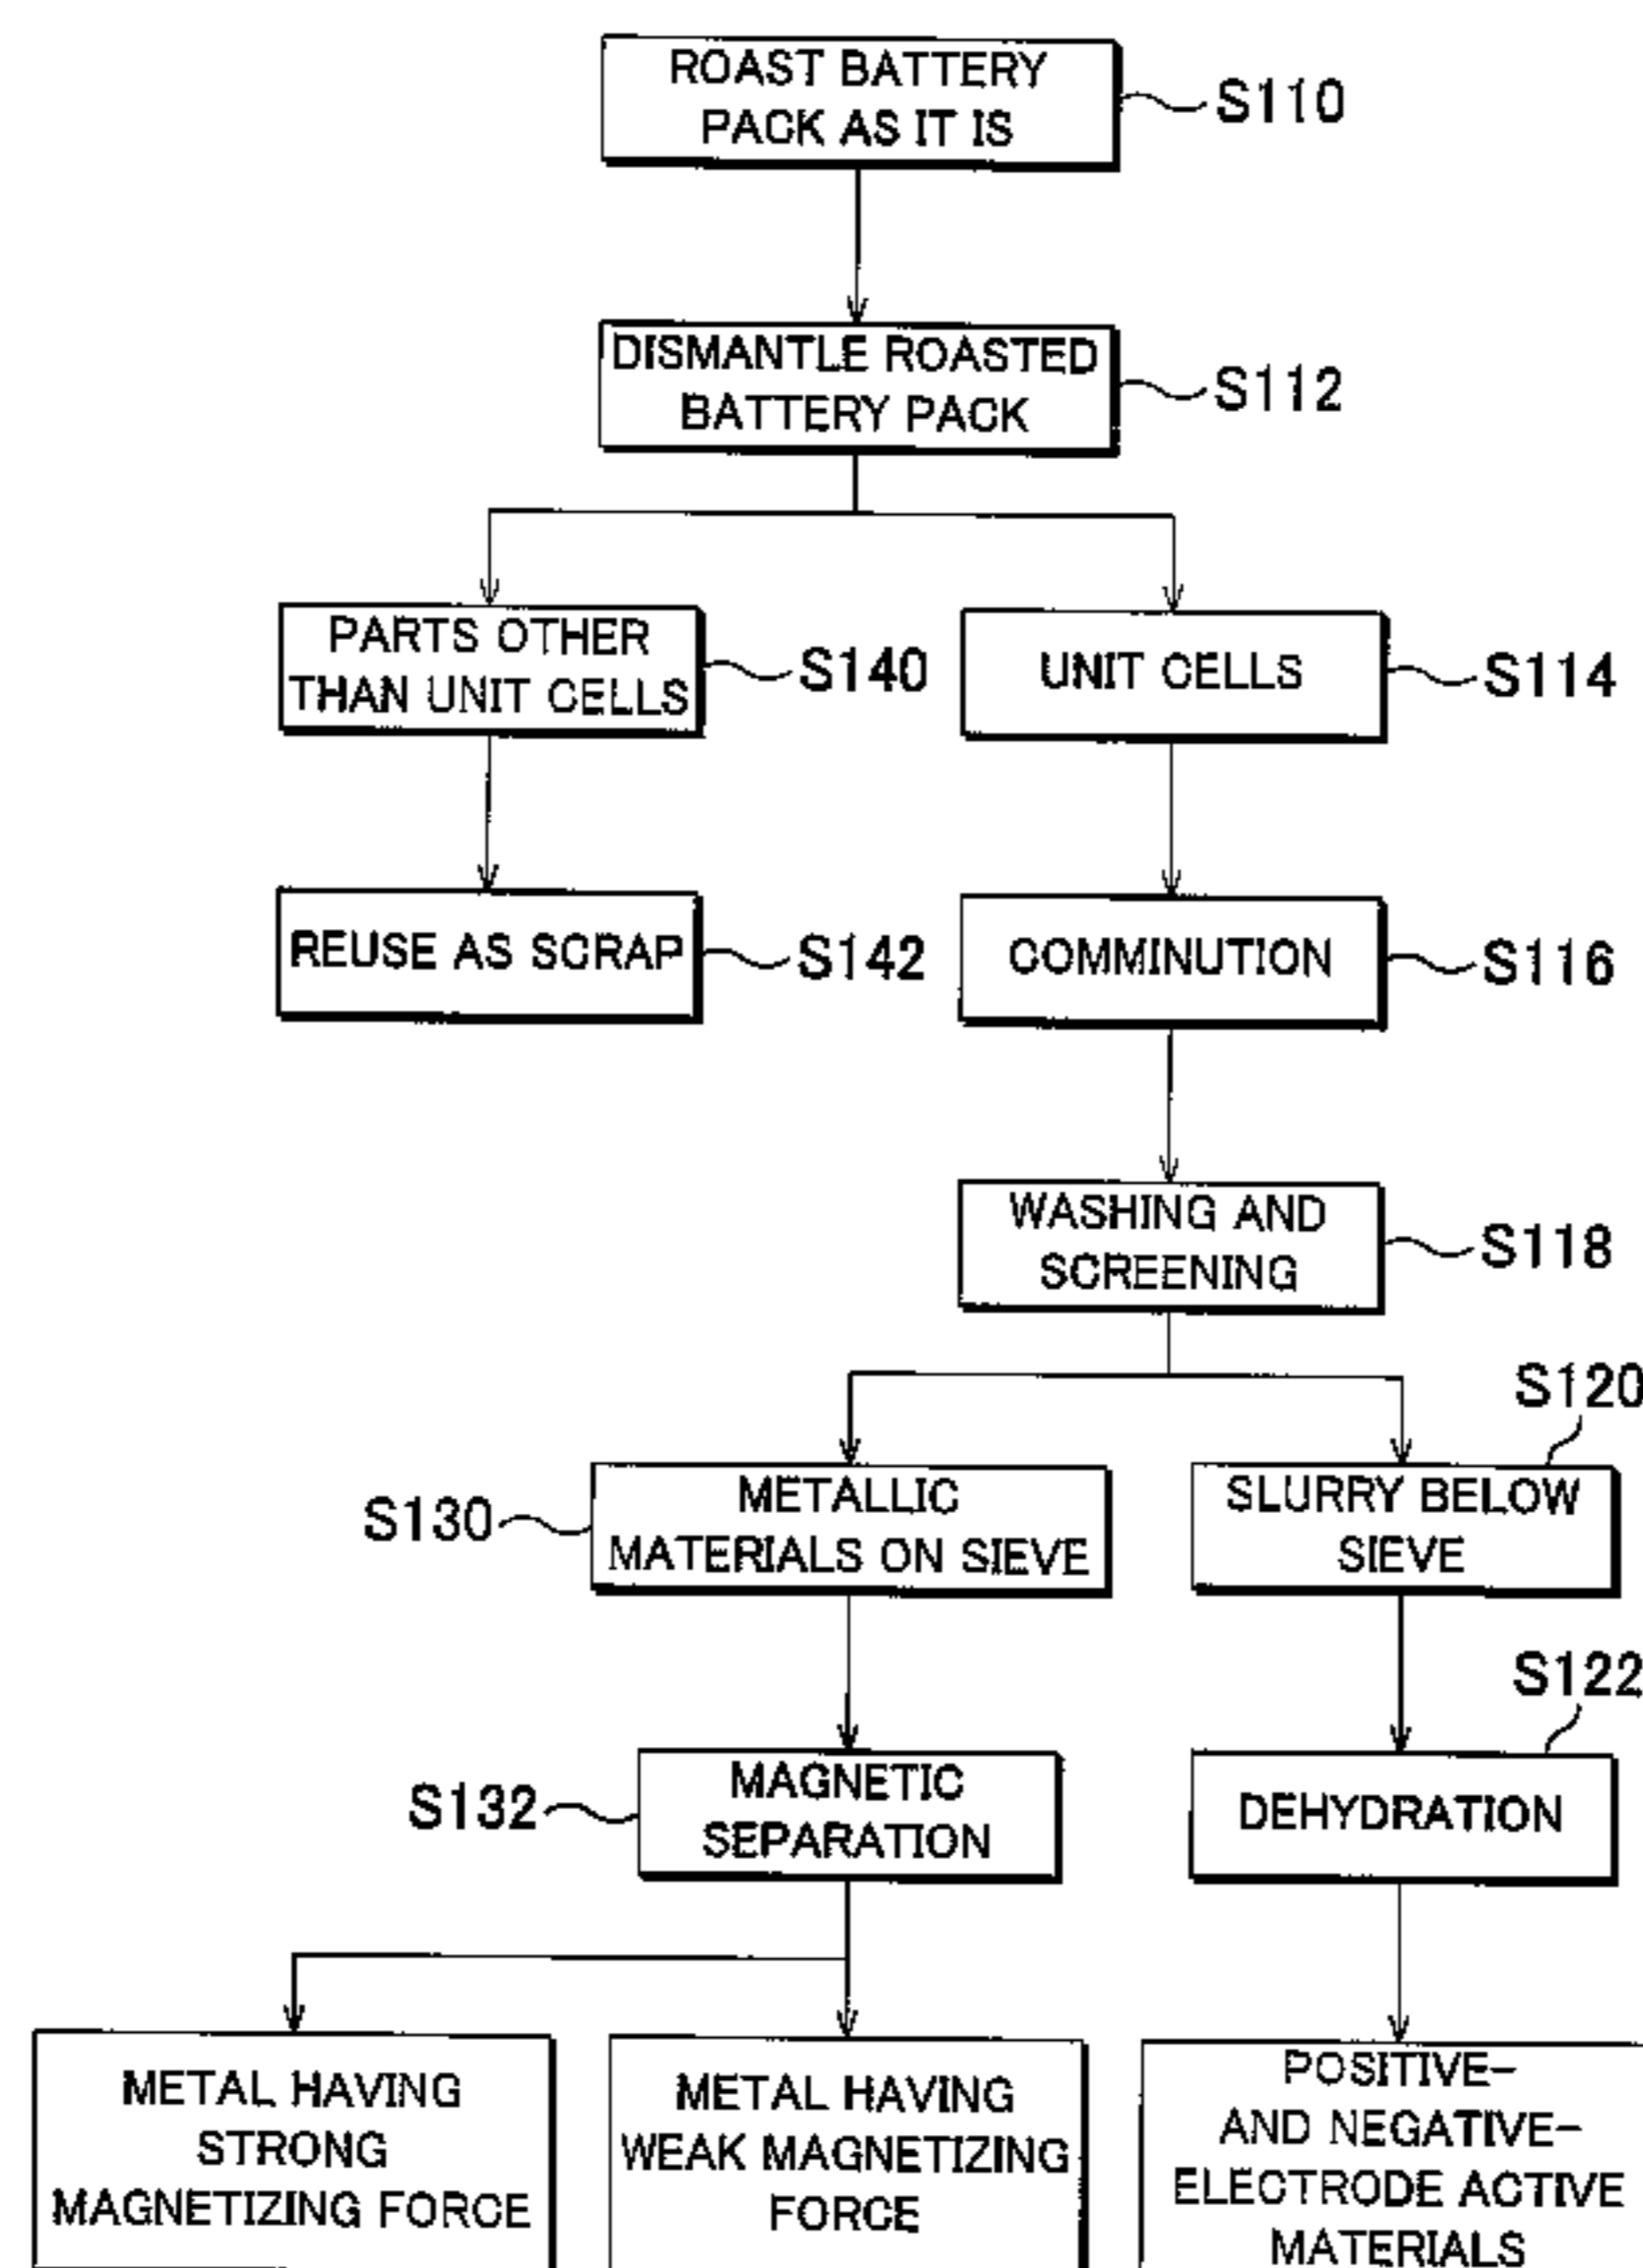 ROAST BATTERY
PACK AS IT IS
S110
DISMANTLE ROASTED
BATTERY PACK
S112
PARTS OTHER
THAN UNIT CELLS
S140
UNIT CELLS
S114
REUSE AS SCRAP
S142
COMMINUTION
S116
WASHING AND
SCREENING
S118
S120
S130
METALLIC
MATERIALS ON SIEVE
SLURRY BELOW
SIEVE
S122
S132
MAGNETIC
SEPARATION
DEHYDRATION
METAL HAVING
STRONG
MAGNETIZING FORCE
METAL HAVING
WEAK MAGNETIZING
FORCE
POSITIVE-
AND NEGATIVE-
ELECTRODE ACTIVE
MATERIALS